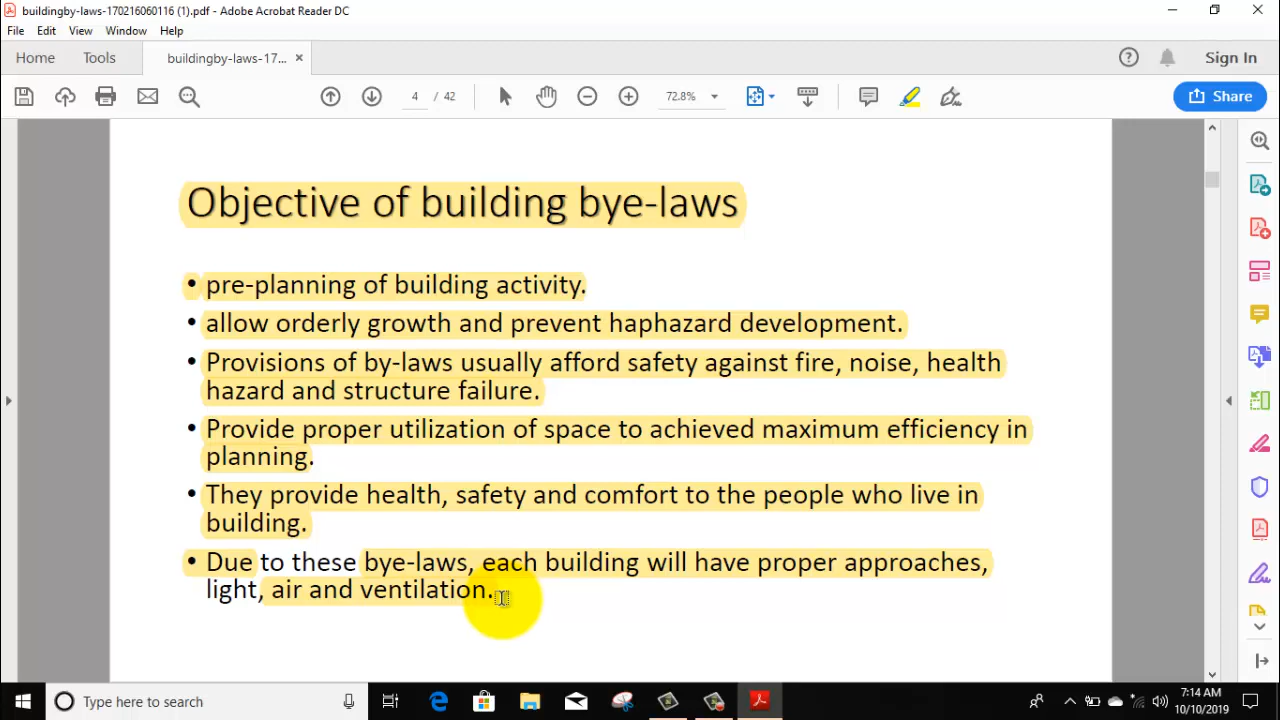 buildingby-laws-170216060116 (1).pdf - Adobe Acrobat Reader DC
File Edit View Window Help
Home Tools buildingby-laws-17... × Sign In
4 / 42 72.8% Share
Objective of building bye-laws
• pre-planning of building activity.
• allow orderly growth and prevent haphazard development.
• Provisions of by-laws usually afford safety against fire, noise, health
hazard and structure failure.
• Provide proper utilization of space to achieved maximum efficiency in
planning.
• They provide health, safety and comfort to the people who live in
building.
• Due to these bye-laws, each building will have proper approaches,
light, air and ventilation.
Type here to search
7:14 AM
10/10/2019